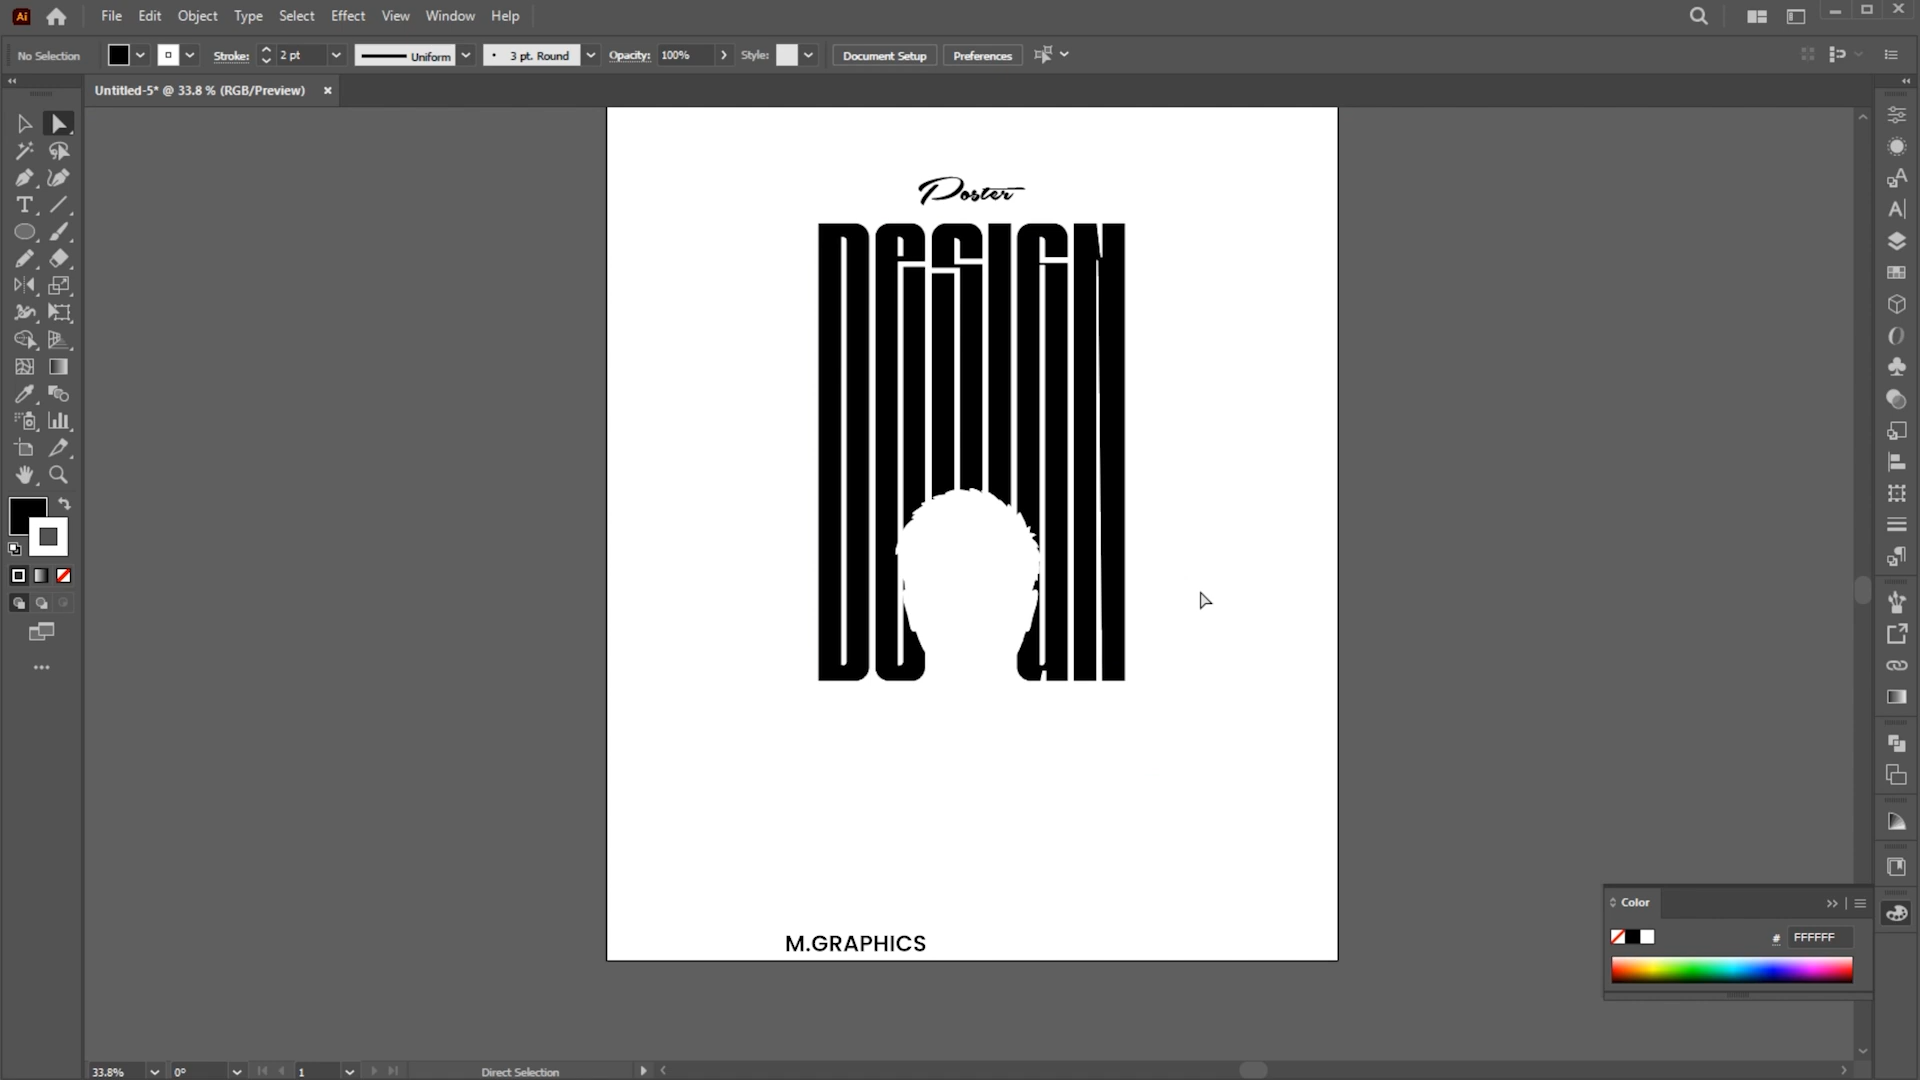 Ai File Edit Object Type Select Effect View Window Help
No Selection Stroke: 2 pt Uniform 3 pt. Round Opacity: 100% Style: Document Setup Preferences
Untitled-5* @ 33.8 % (RGB/Preview)
Poster
DESIGN
M.GRAPHICS
Color
# FFFFFF
33.8% 0° 1 Direct Selection